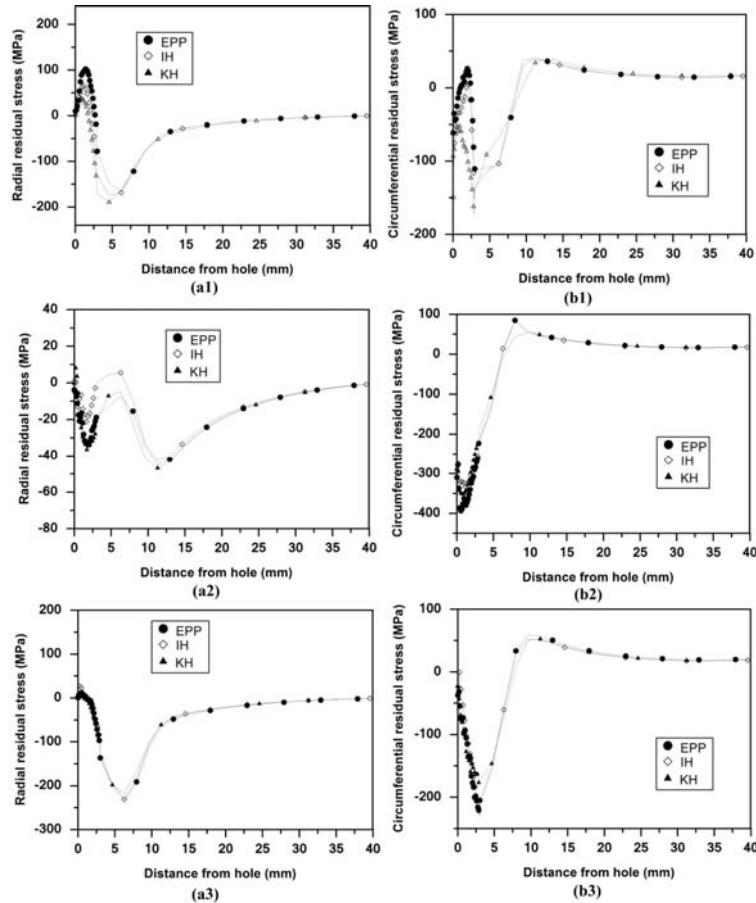 200
100
0
-100
-200
Radial residual stress (MPa)
EPP
IH
KH
0 5 10 15 20 25 30 35 40
Distance from hole (mm)
(a1)
100
0
-100
-200
Circumferential residual stress (MPa)
EPP
IH
KH
0 5 10 15 20 25 30 35 40
Distance from hole (mm)
(b1)
40
20
0
-20
-40
-60
-80
Radial residual stress (MPa)
EPP
IH
KH
0 5 10 15 20 25 30 35 40
Distance from hole (mm)
(a2)
100
0
-100
-200
-300
-400
Circumferential residual stress (MPa)
EPP
IH
KH
0 5 10 15 20 25 30 35 40
Distance from hole (mm)
(b2)
200
100
0
-100
-200
-300
Radial residual stress (MPa)
EPP
IH
KH
0 5 10 15 20 25 30 35 40
Distance from hole (mm)
(a3)
100
50
0
-50
-100
-150
-200
Circumferential residual stress (MPa)
EPP
IH
KH
0 5 10 15 20 25 30 35 40
Distance from hole (mm)
(b3)